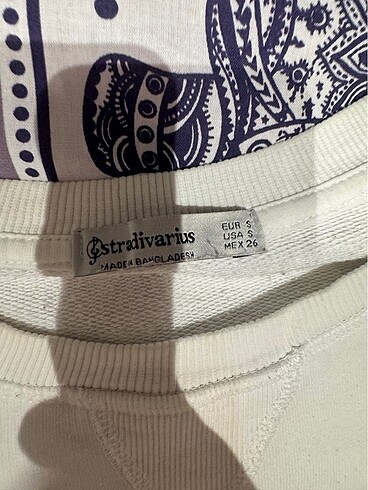 stradivarius
MADE IN BANGLADESH
EUR S
USA S
MEX 26